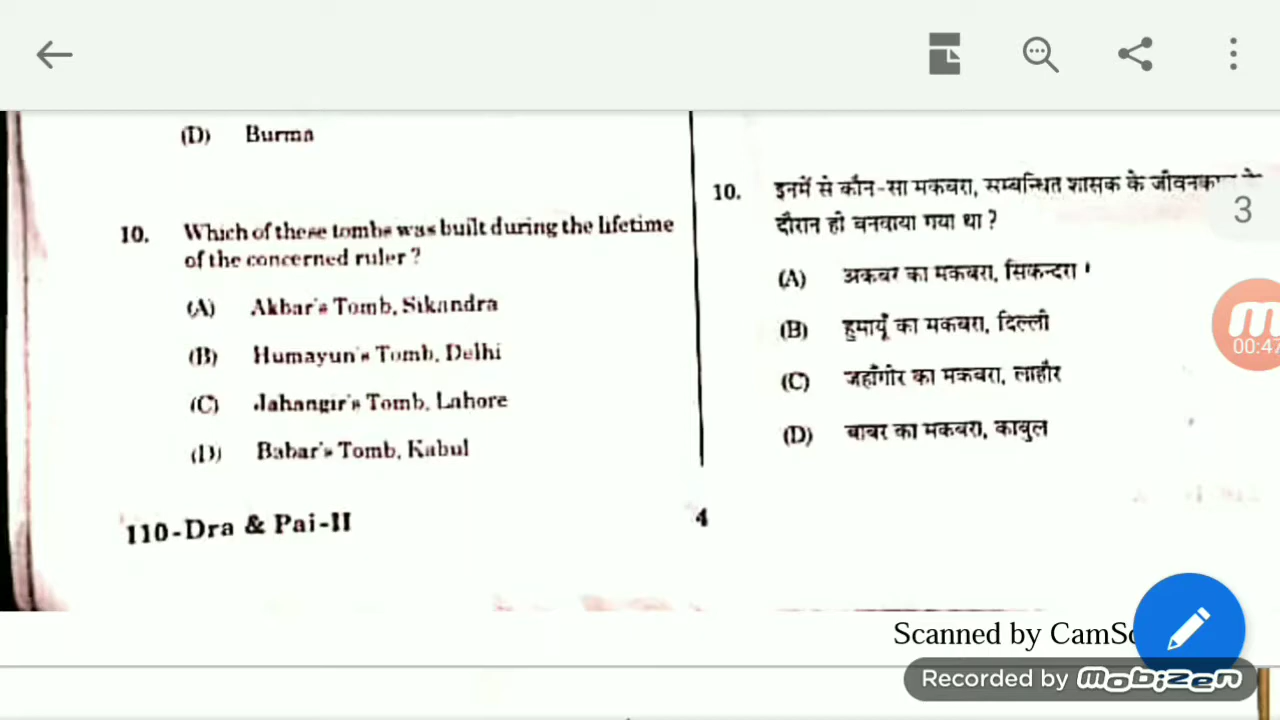 (D) Burma
10. Which of these tombs was built during the lifetime
of the concerned ruler ?
(A) Akbar's Tomb, Sikandra
(B) Humayun's Tomb, Delhi
(C) Jahangir's Tomb, Lahore
(D) Babar's Tomb, Kabul
10. इनमें से कौन-सा मकबरा, सम्बन्धित शासक के
दौरान ही बनवाया गया था ?
(A) अकबर का मकबरा, सिकन्दरा
(B) हुमायूँ का मकबरा, दिल्ली
(C) जहाँगीर का मकबरा, लाहौर
(D) बाबर का मकबरा, काबुल
3
00:47
110-Dra & Pai-II
4
Scanned by
Recorded by Mobizen